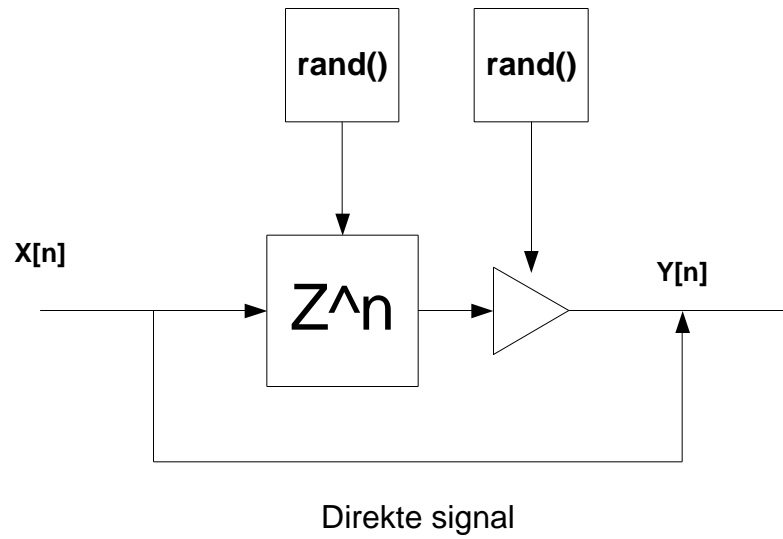 rand()
rand()
X[n]
Z^n
Y[n]
Direkte signal